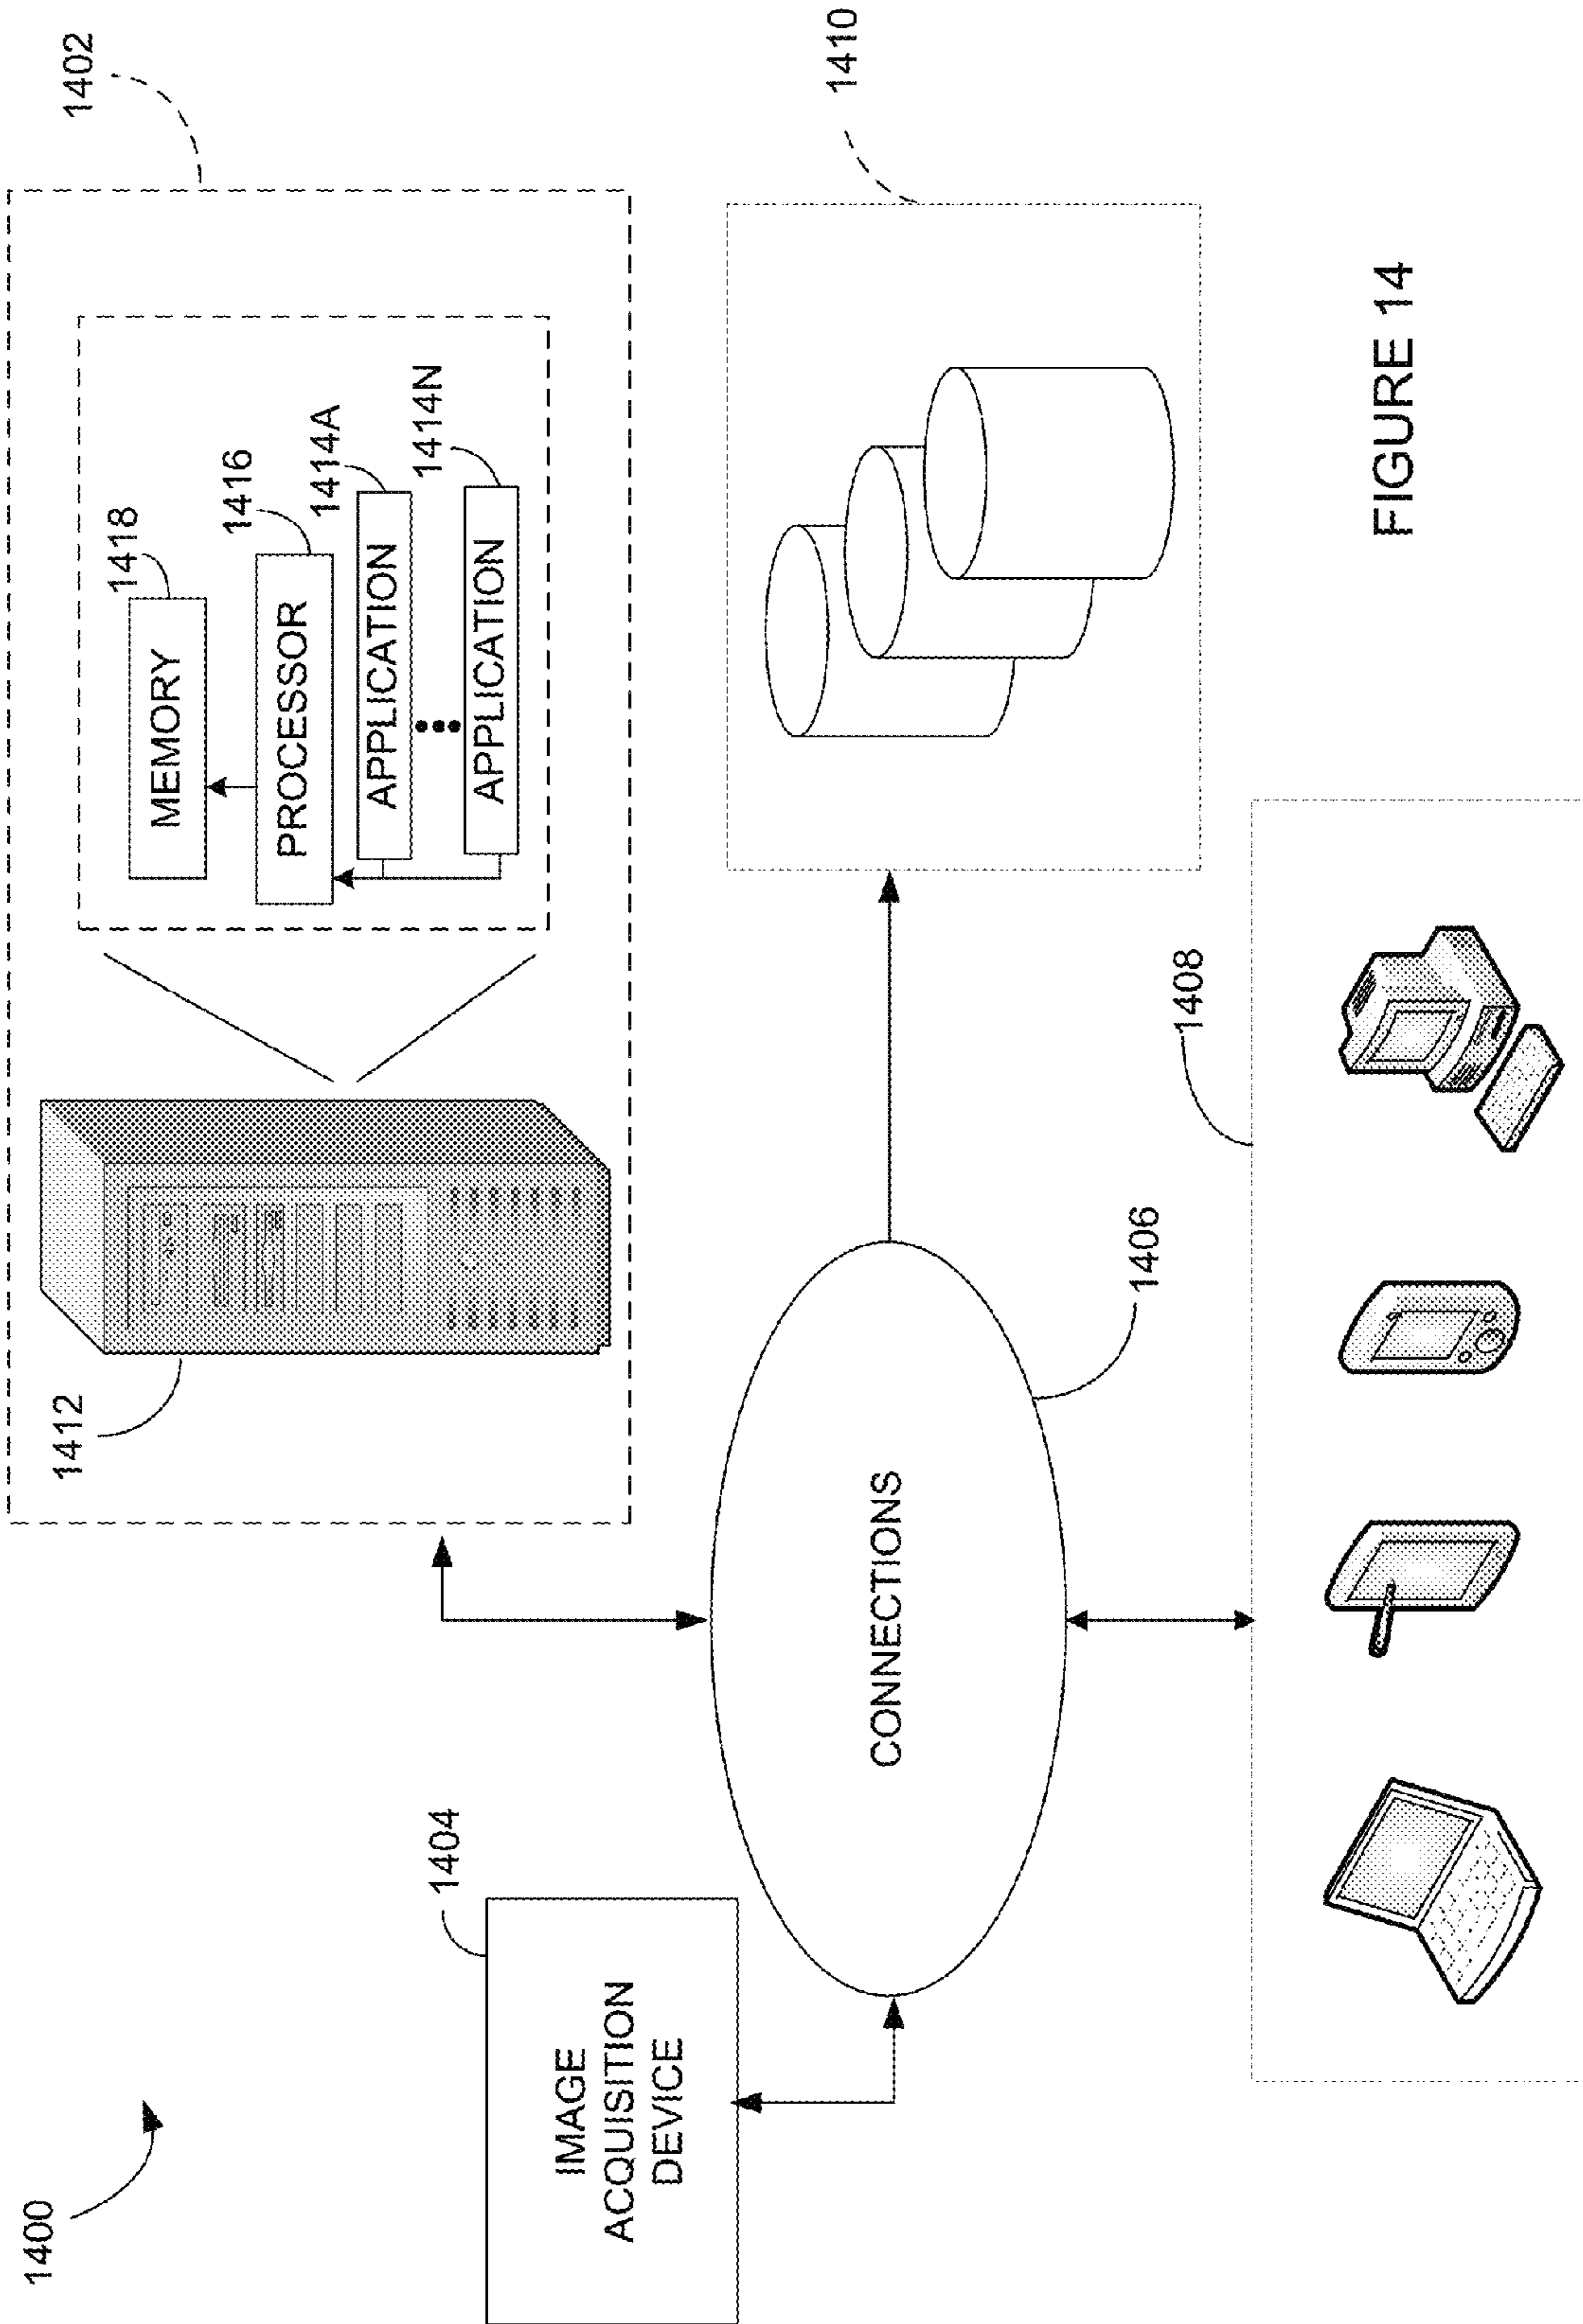 1400
1402
1412
1418
MEMORY
1416
PROCESSOR
1414A
APPLICATION
1414N
APPLICATION
1404
IMAGE
ACQUISITION
DEVICE
CONNECTIONS
1406
1410
1408
FIGURE 14